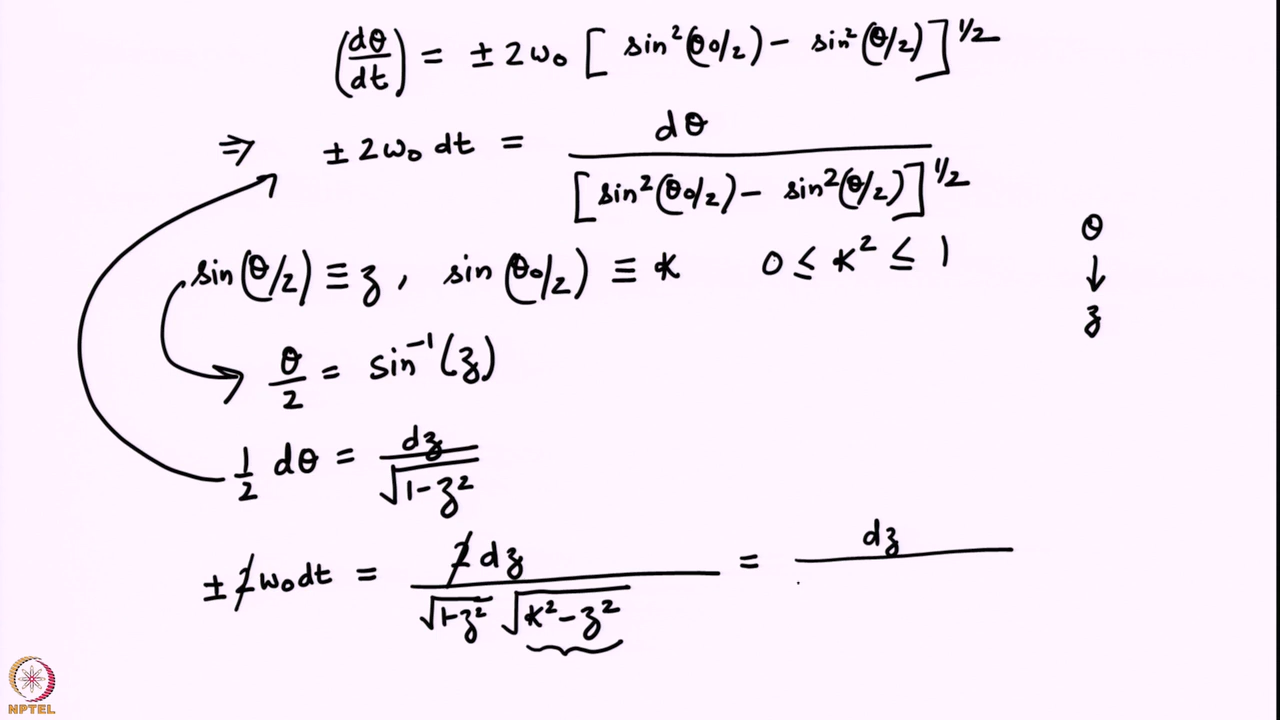 (dθ/dt) = ± 2ω₀ [ sin²(θ₀/2) − sin²(θ/2) ]^1/2
⇒ ± 2ω₀ dt = dθ / [ sin²(θ₀/2) − sin²(θ/2) ]^1/2
sin(θ/2) ≡ z , sin(θ₀/2) ≡ k 0 ≤ k² ≤ 1
θ
↓
z
θ/2 = sin⁻¹(z)
1/2 dθ = dz / √(1−z²)
± 2ω₀dt = 2dz / √(1−z²) √(k²−z²) = dz
NPTEL